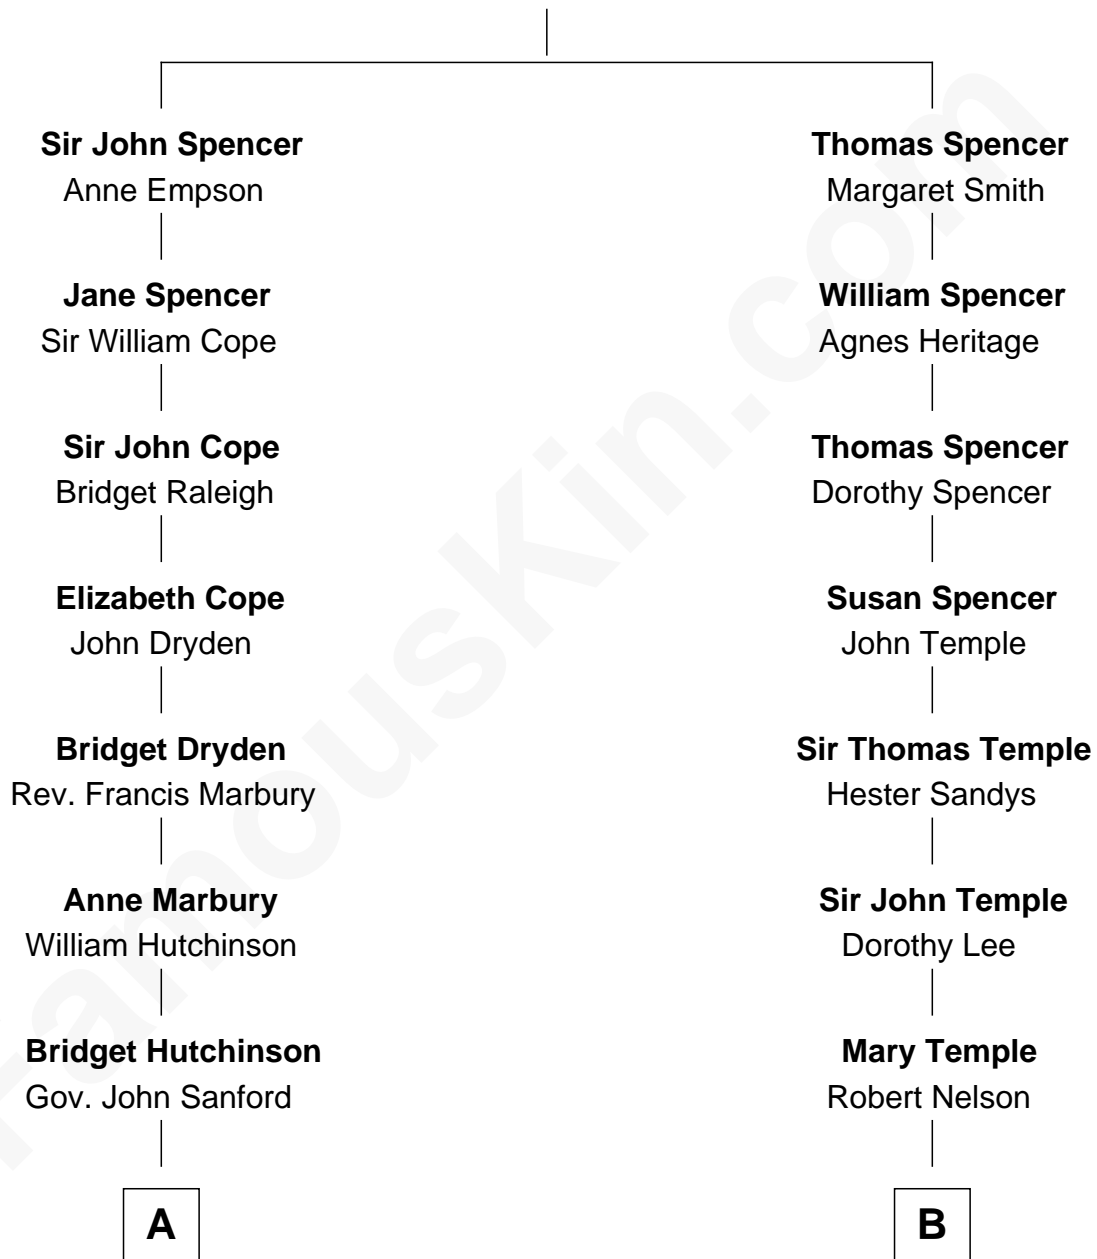 Sir John Spencer
Anne Empson
Jane Spencer
Sir William Cope
Sir John Cope
Bridget Raleigh
Elizabeth Cope
John Dryden
Bridget Dryden
Rev. Francis Marbury
Anne Marbury
William Hutchinson
Bridget Hutchinson
Gov. John Sanford
A
Thomas Spencer
Margaret Smith
William Spencer
Agnes Heritage
Thomas Spencer
Dorothy Spencer
Susan Spencer
John Temple
Sir Thomas Temple
Hester Sandys
Sir John Temple
Dorothy Lee
Mary Temple
Robert Nelson
B
FamousKin.com